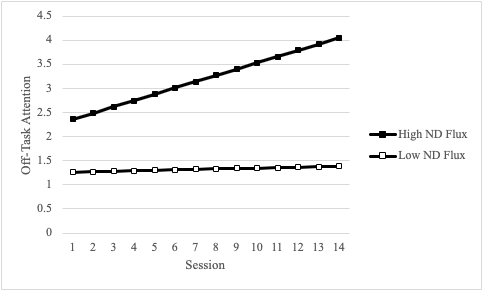 4.5
4
3.5
3
2.5
2
1.5
1
0.5
0
Off-Task Attention
1 2 3 4 5 6 7 8 9 10 11 12 13 14
Session
High ND Flux
Low ND Flux